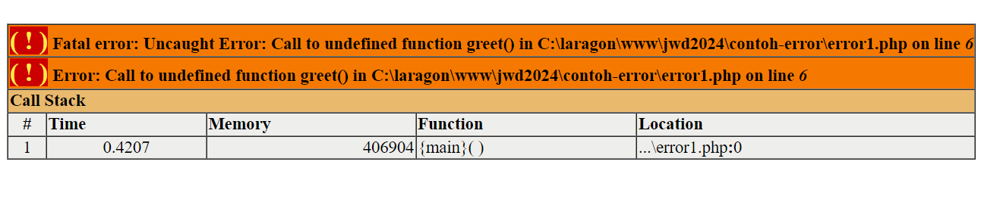 ( ! ) Fatal error: Uncaught Error: Call to undefined function greet() in C:\laragon\www\jwd2024\contoh-error\error1.php on line 6
( ! ) Error: Call to undefined function greet() in C:\laragon\www\jwd2024\contoh-error\error1.php on line 6
Call Stack
# Time Memory Function Location
1 0.4207 406904 {main}( ) ...\error1.php:0